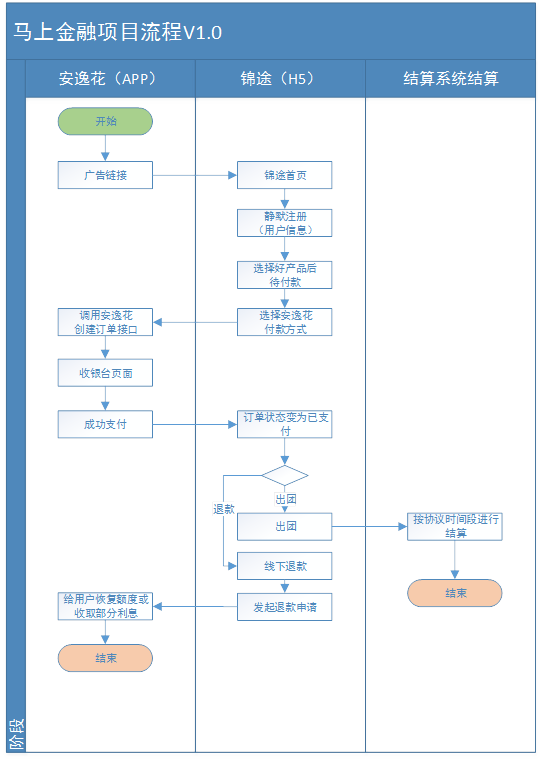 马上金融项目流程V1.0
安逸花（APP）
锦途（H5）
结算系统结算
开始
广告链接
锦途首页
静默注册
（用户信息）
选择好产品后
待付款
调用安逸花
创建订单接口
选择安逸花
付款方式
收银台页面
成功支付
订单状态变为已支
付
退款
出团
出团
按协议时间段进行
结算
线下退款
结束
给用户恢复额度或
收取部分利息
发起退款申请
结束
阶段